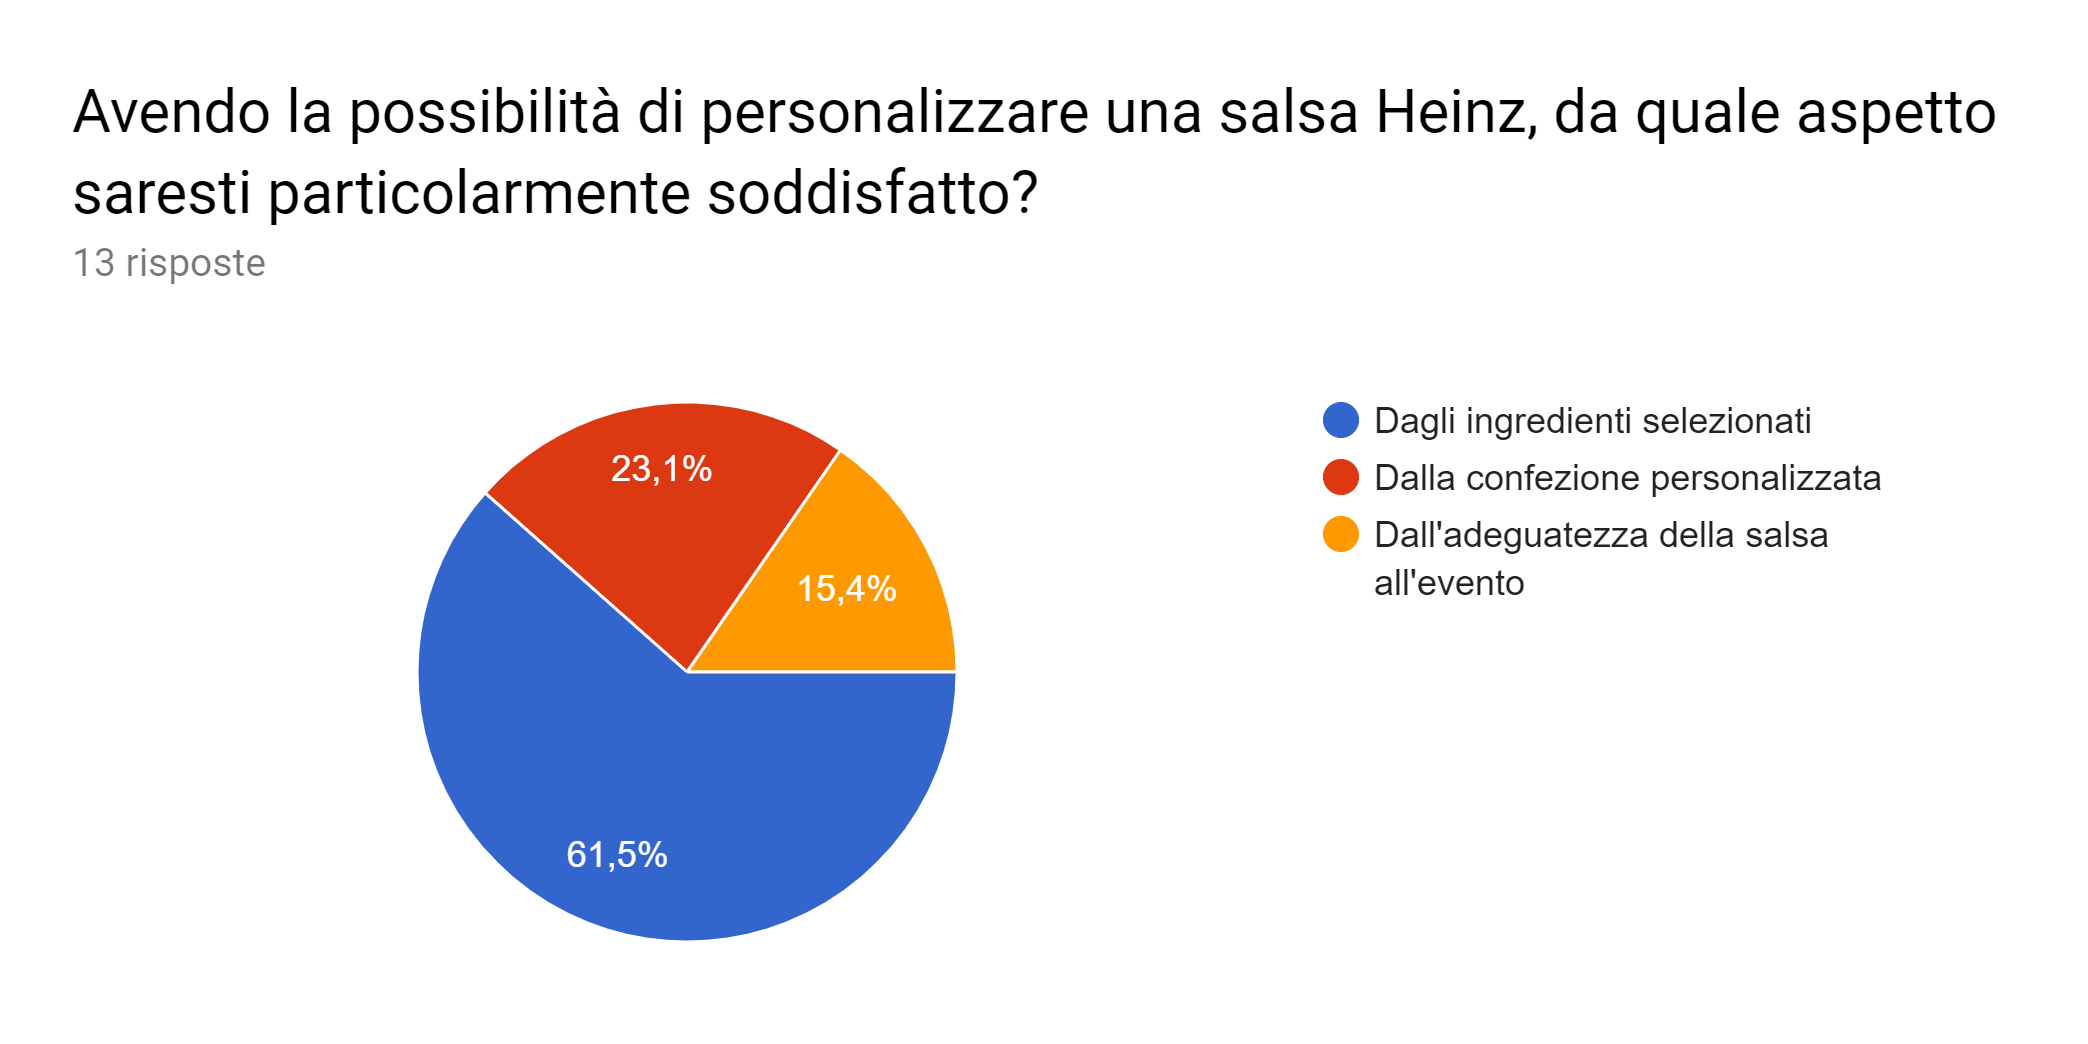 Avendo la possibilità di personalizzare una salsa Heinz, da quale aspetto
saresti particolarmente soddisfatto?
13 risposte
23,1%
15,4%
61,5%
Dagli ingredienti selezionati
Dalla confezione personalizzata
Dall'adeguatezza della salsa
all'evento